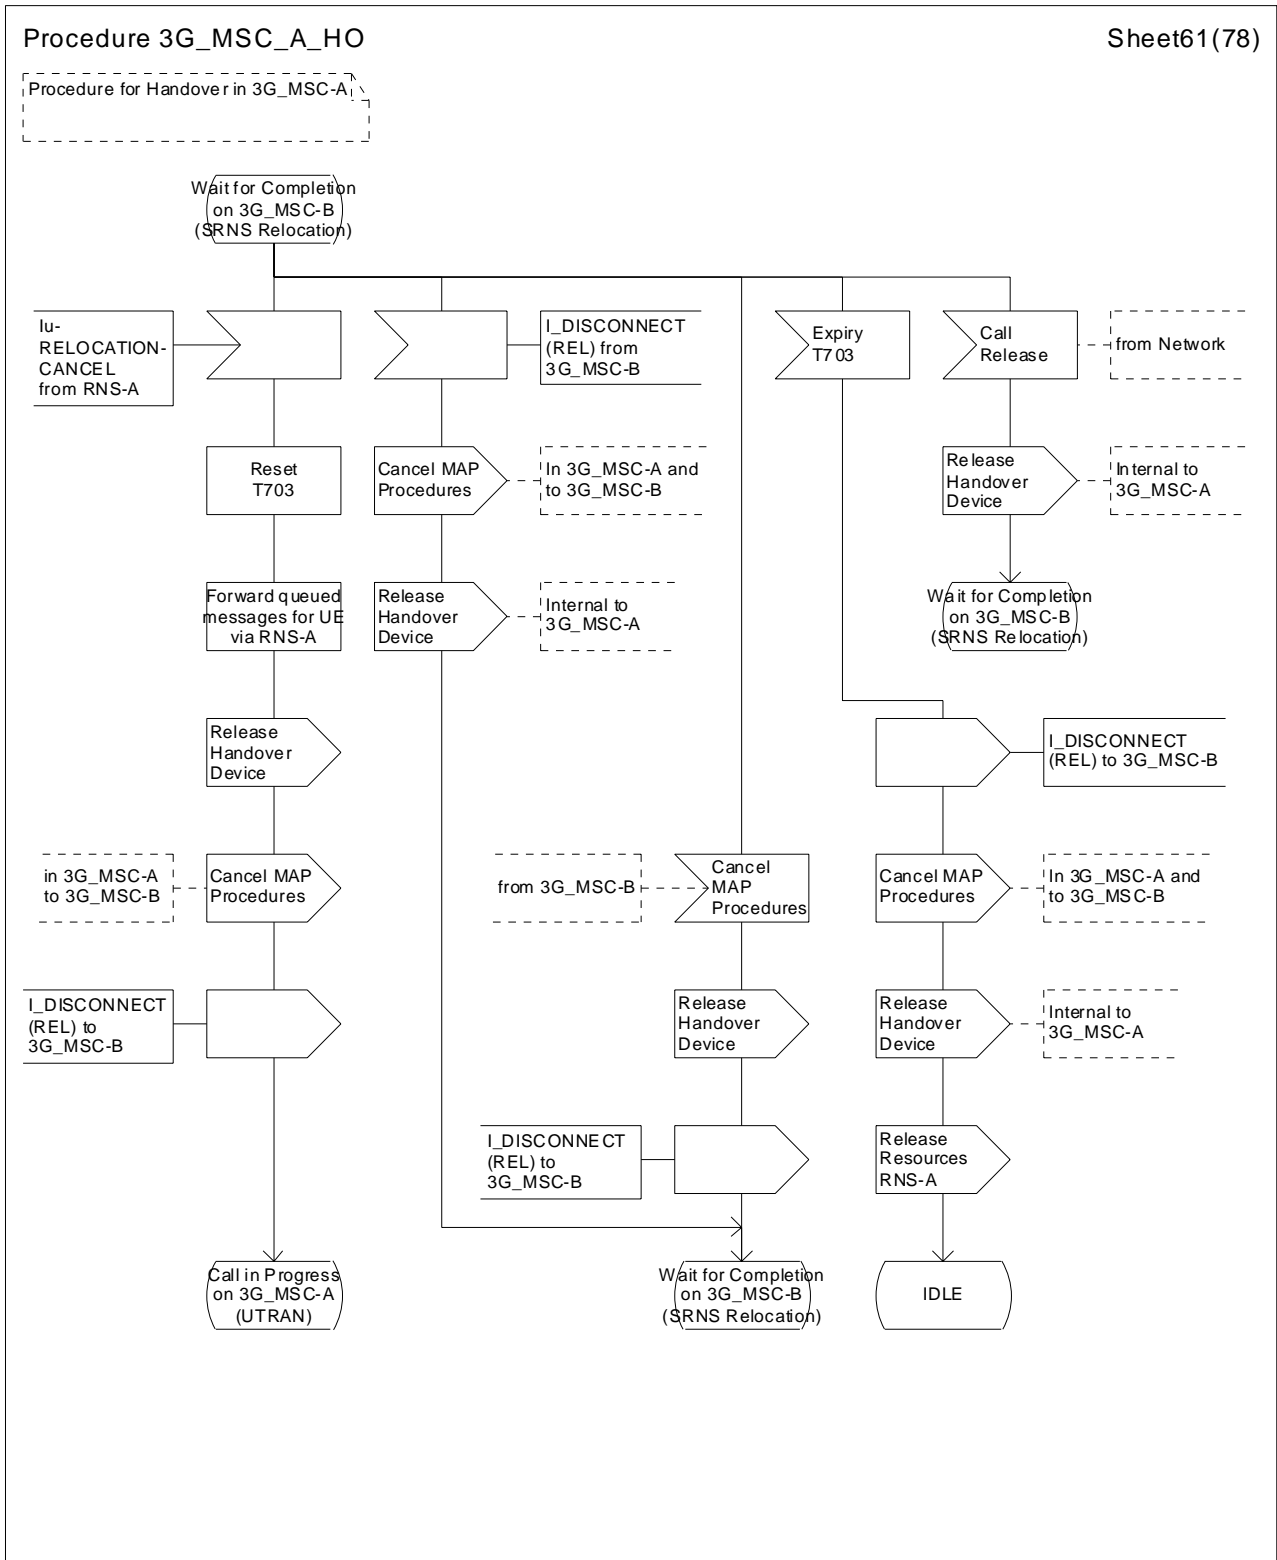 Procedure 3G_MSC_A_HO
Sheet61(78)
Procedure for Handover in 3G_MSC-A
Wait for Completion
on 3G_MSC-B
(SRNS Relocation)
Iu-
RELOCATION-
CANCEL
from RNS-A
I_DISCONNECT
(REL) from
3G_MSC-B
Expiry
T703
Call
Release
from Network
Reset
T703
Cancel MAP
Procedures
In 3G_MSC-A and
to 3G_MSC-B
Release
Handover
Device
Internal to
3G_MSC-A
Forward queued
messages for UE
via RNS-A
Release
Handover
Device
Internal to
3G_MSC-A
Wait for Completion
on 3G_MSC-B
(SRNS Relocation)
Release
Handover
Device
I_DISCONNECT
(REL) to 3G_MSC-B
in 3G_MSC-A
to 3G_MSC-B
Cancel MAP
Procedures
from 3G_MSC-B
Cancel
MAP
Procedures
Cancel MAP
Procedures
In 3G_MSC-A and
to 3G_MSC-B
I_DISCONNECT
(REL) to
3G_MSC-B
Release
Handover
Device
Release
Handover
Device
Internal to
3G_MSC-A
I_DISCONNECT
(REL) to
3G_MSC-B
Release
Resources
RNS-A
Call in Progress
on 3G_MSC-A
(UTRAN)
Wait for Completion
on 3G_MSC-B
(SRNS Relocation)
IDLE